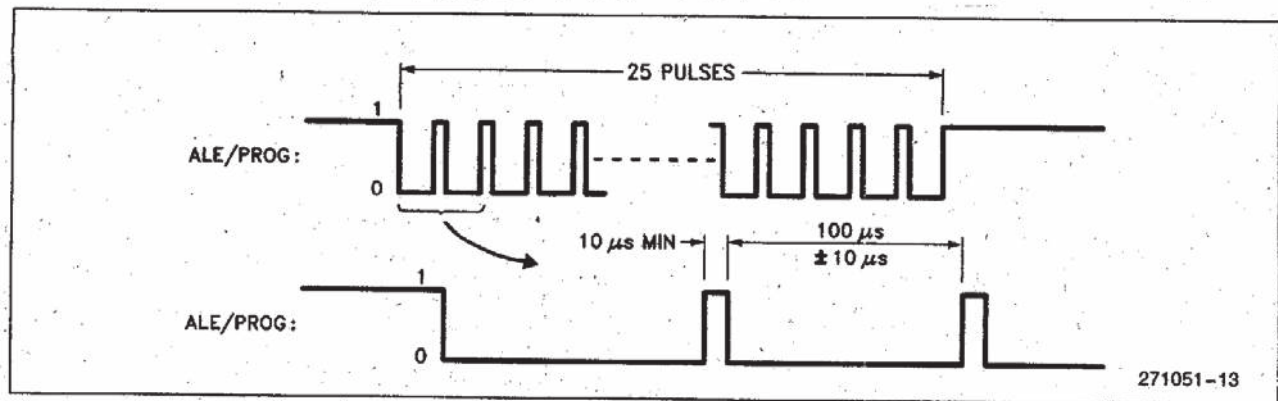 25 PULSES
1
ALE/PROG:
0
10 μs MIN
100 μs
±10 μs
1
ALE/PROG:
0
271051-13